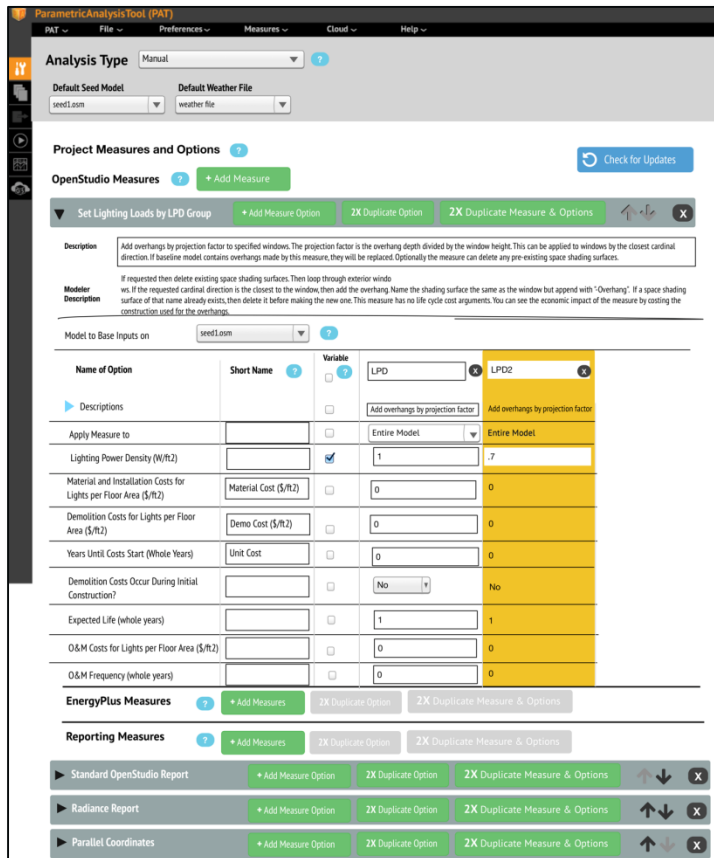 ParametricAnalysisTool (PAT)
PAT File Preferences Measures Cloud Help
Analysis Type Manual ?
Default Seed Model Default Weather File
seed1.osm weather file
Project Measures and Options ?
Check for Updates
OpenStudio Measures ? + Add Measure
Set Lighting Loads by LPD Group + Add Measure Option 2X Duplicate Option 2X Duplicate Measure & Options X
Description Add overhangs by projection factor to specified windows. The projection factor is the overhang depth divided by the window height. This can be applied to windows by the closest cardinal
direction. If baseline model contains overhangs made by this measure, they will be replaced. Optionally the measure can delete any pre-existing space shading surfaces.
If requested then delete existing space shading surfaces. Then loop through exterior windo
Modeler Description ws. If the requested cardinal direction is the closest to the window, then add the overhang. Name the shading surface the same as the window but append with "-Overhang". If a space shading
surface of that name already exists, then delete it before making the new one. This measure has no life cycle cost arguments. You can see the economic impact of the measure by costing the
construction used for the overhangs.
Model to Base Inputs on seed1.osm ?
Name of Option Short Name ? Variable ? LPD X LPD2 X
Descriptions Add overhangs by projection factor Add overhangs by projection factor
Apply Measure to Entire Model Entire Model
Lighting Power Density (W/ft2) 1 .7
Material and Installation Costs for
Lights per Floor Area ($/ft2) Material Cost ($/ft2) 0 0
Demolition Costs for Lights per Floor
Area ($/ft2) Demo Cost ($/ft2) 0 0
Years Until Costs Start (Whole Years) Unit Cost 0 0
Demolition Costs Occur During Initial
Construction? No No
Expected Life (whole years) 1 1
O&M Costs for Lights per Floor Area ($/ft2) 0 0
O&M Frequency (whole years) 0 0
EnergyPlus Measures ? + Add Measures 2X Duplicate Option 2X Duplicate Measure & Options
Reporting Measures ? + Add Measures 2X Duplicate Option 2X Duplicate Measure & Options
Standard OpenStudio Report + Add Measure Option 2X Duplicate Option 2X Duplicate Measure & Options X
Radiance Report + Add Measure Option 2X Duplicate Option 2X Duplicate Measure & Options X
Parallel Coordinates + Add Measure Option 2X Duplicate Option 2X Duplicate Measure & Options X